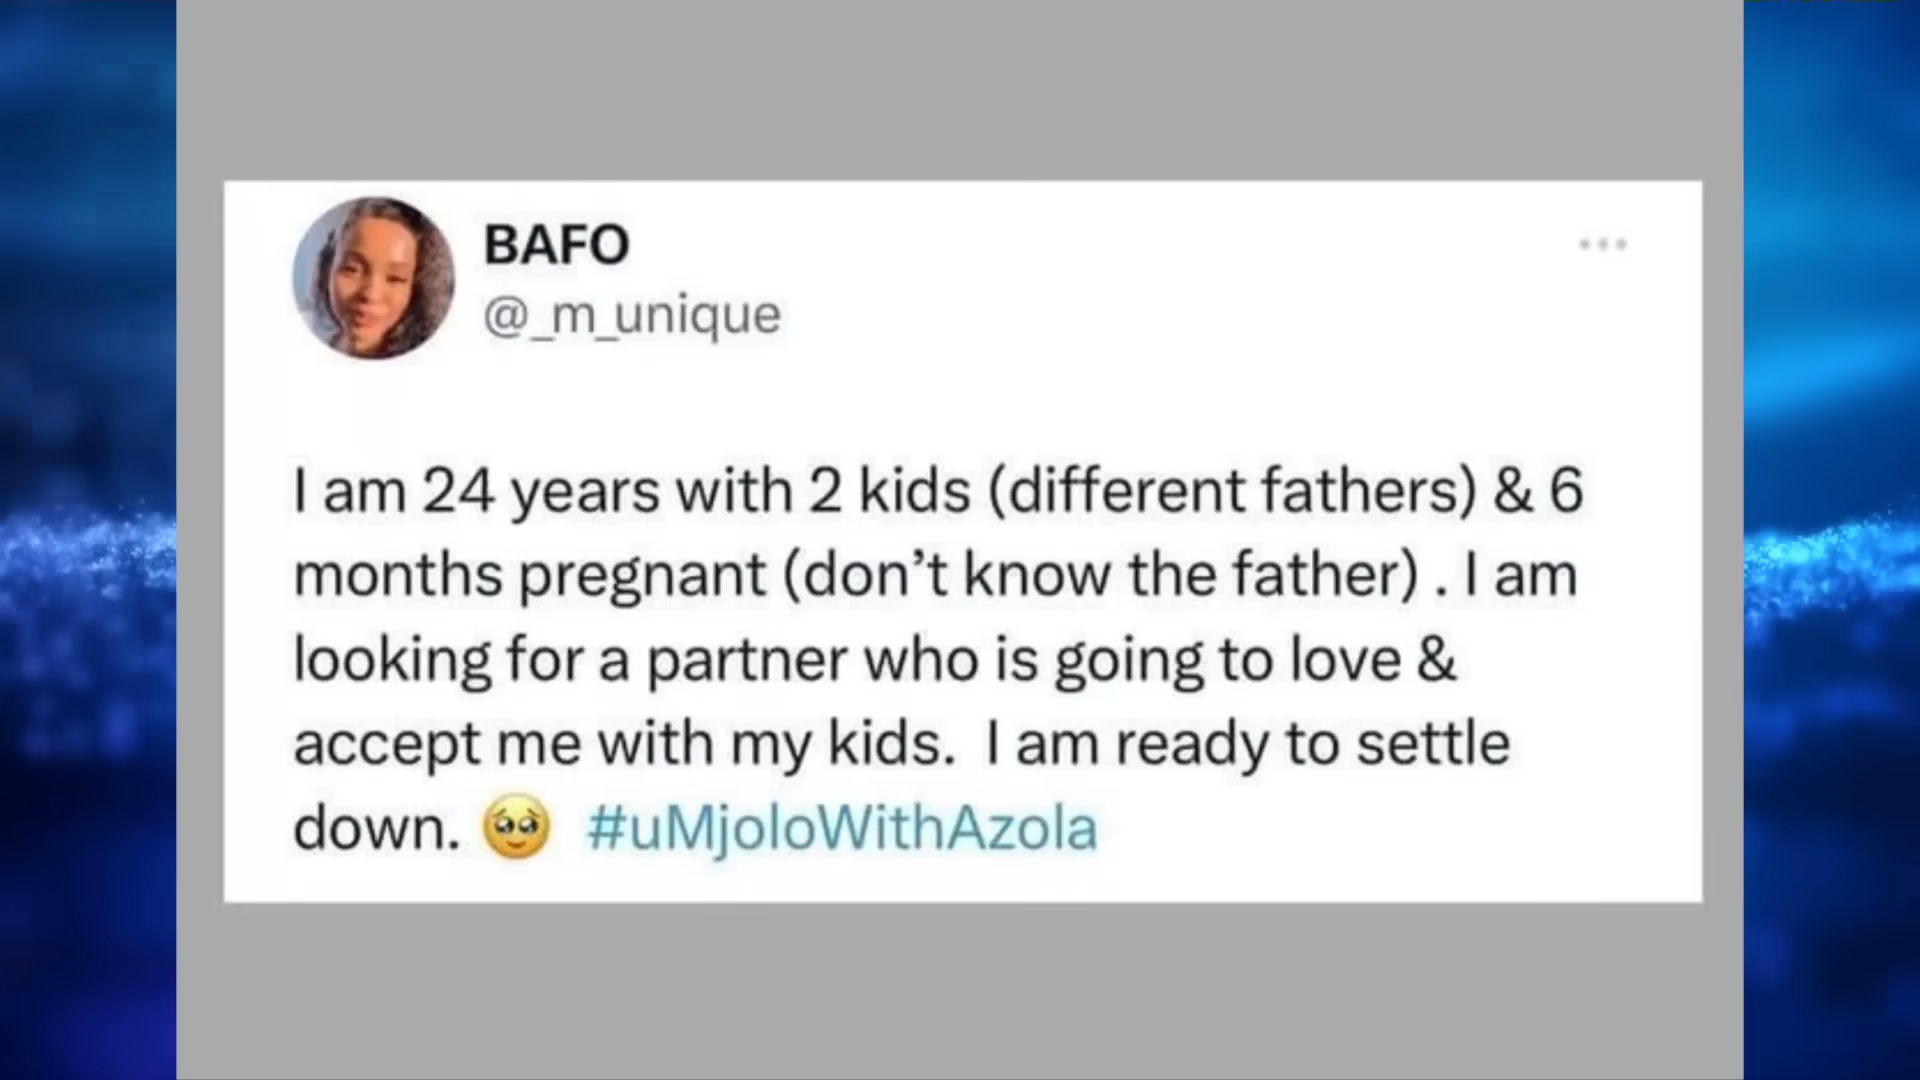 BAFO
@_m_unique
I am 24 years with 2 kids (different fathers) & 6
months pregnant (don’t know the father) . I am
looking for a partner who is going to love &
accept me with my kids.  I am ready to settle
down. 🥹 #uMjoloWithAzola